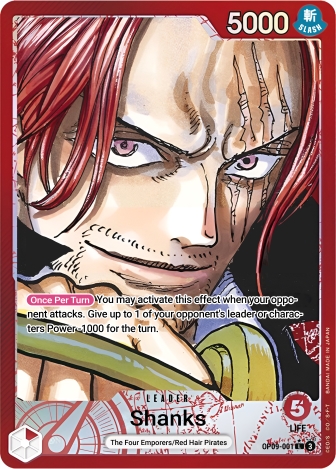 5000
斬
SLASH
Once Per Turn You may activate this effect when your oppo-
nent attacks. Give up to 1 of your opponent's leader or charac-
ters Power -1000 for the turn.
LEADER
Shanks
5
LIFE
The Four Emporers/Red Hair Pirates
OP09-001 L 3
BANDAI MADE IN JAPAN